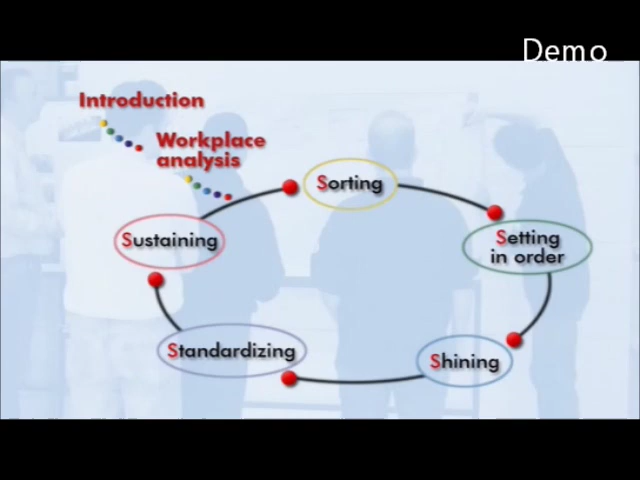 Demo
Introduction
Workplace
analysis
Sorting
Setting
in order
Shining
Standardizing
Sustaining